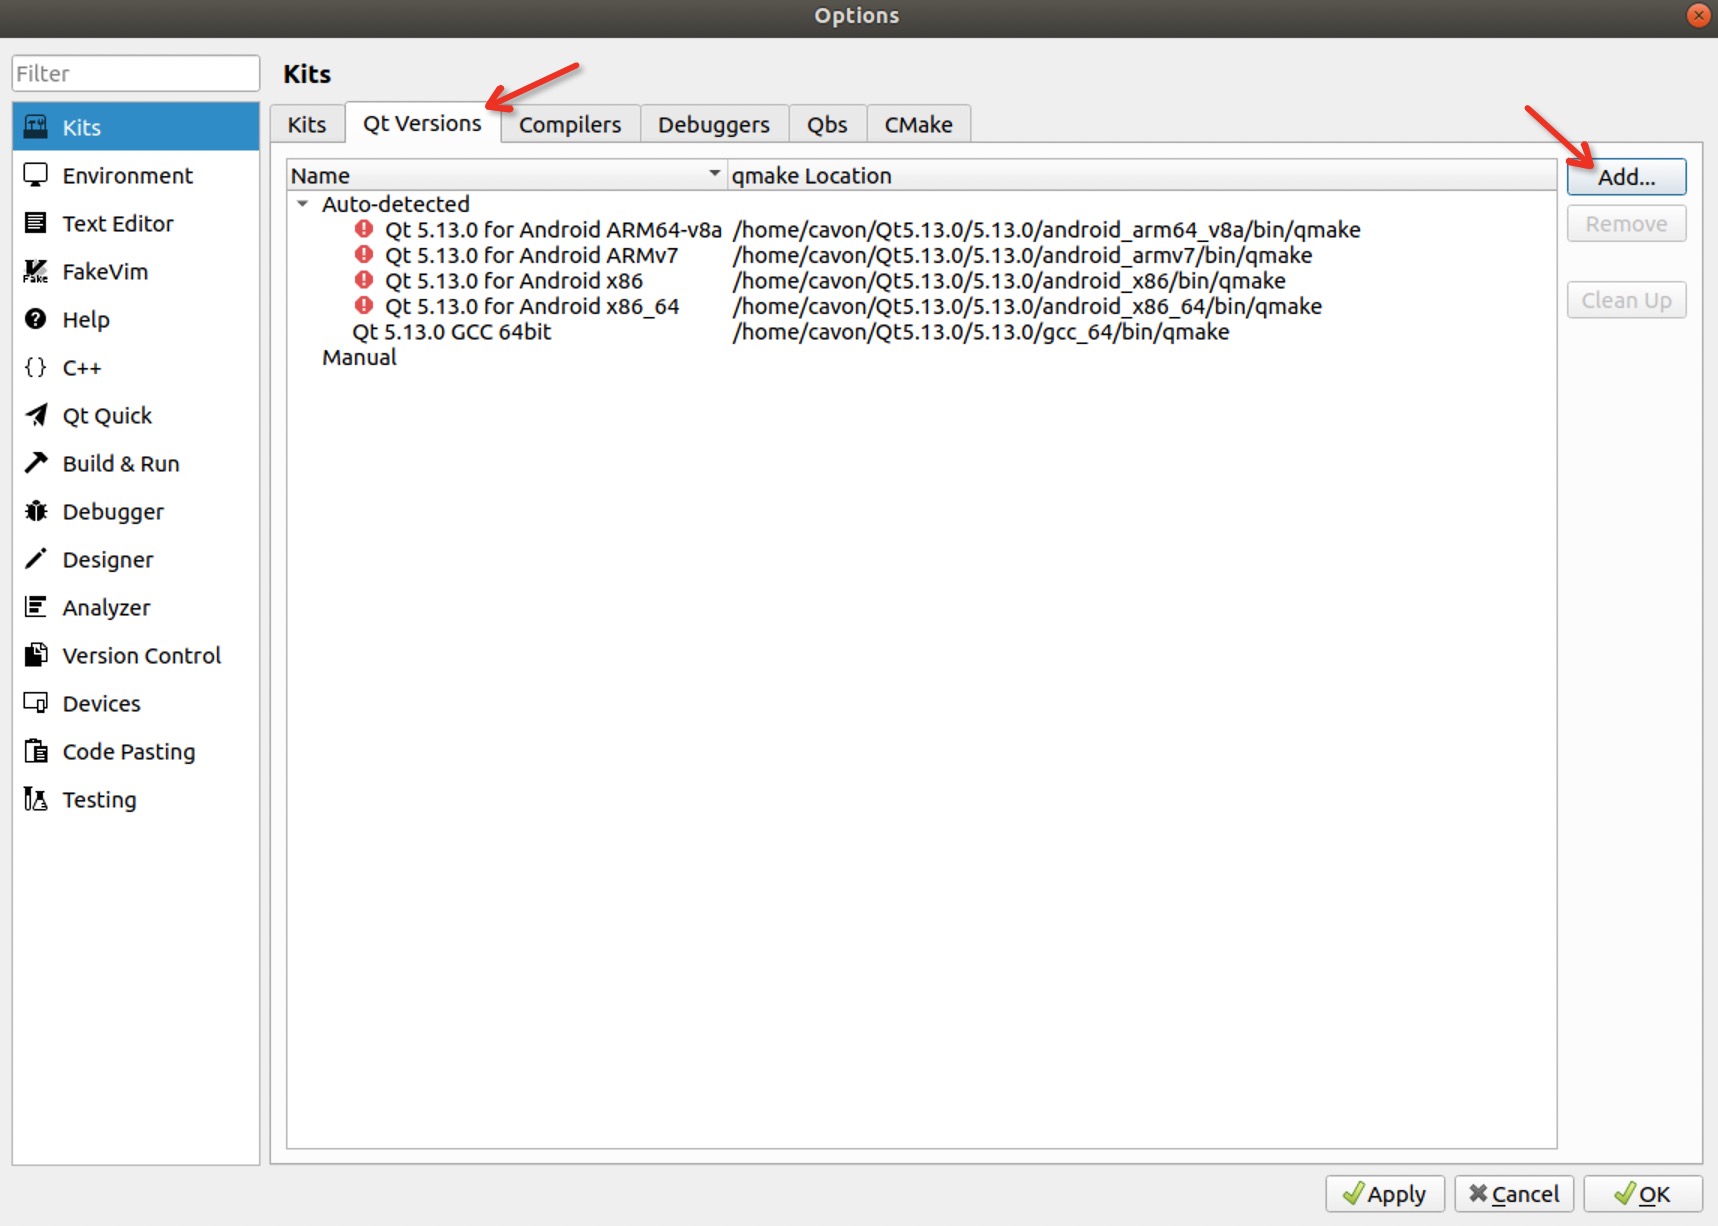 Options
Filter
Kits
Environment
Text Editor
FakeVim
Help
C++
Qt Quick
Build & Run
Debugger
Designer
Analyzer
Version Control
Devices
Code Pasting
Testing
Kits
Kits Qt Versions Compilers Debuggers Qbs CMake
Name qmake Location
Auto-detected
Qt 5.13.0 for Android ARM64-v8a /home/cavon/Qt5.13.0/5.13.0/android_arm64_v8a/bin/qmake
Qt 5.13.0 for Android ARMv7 /home/cavon/Qt5.13.0/5.13.0/android_armv7/bin/qmake
Qt 5.13.0 for Android x86 /home/cavon/Qt5.13.0/5.13.0/android_x86/bin/qmake
Qt 5.13.0 for Android x86_64 /home/cavon/Qt5.13.0/5.13.0/android_x86_64/bin/qmake
Qt 5.13.0 GCC 64bit /home/cavon/Qt5.13.0/5.13.0/gcc_64/bin/qmake
Manual
Add...
Remove
Clean Up
Apply Cancel OK